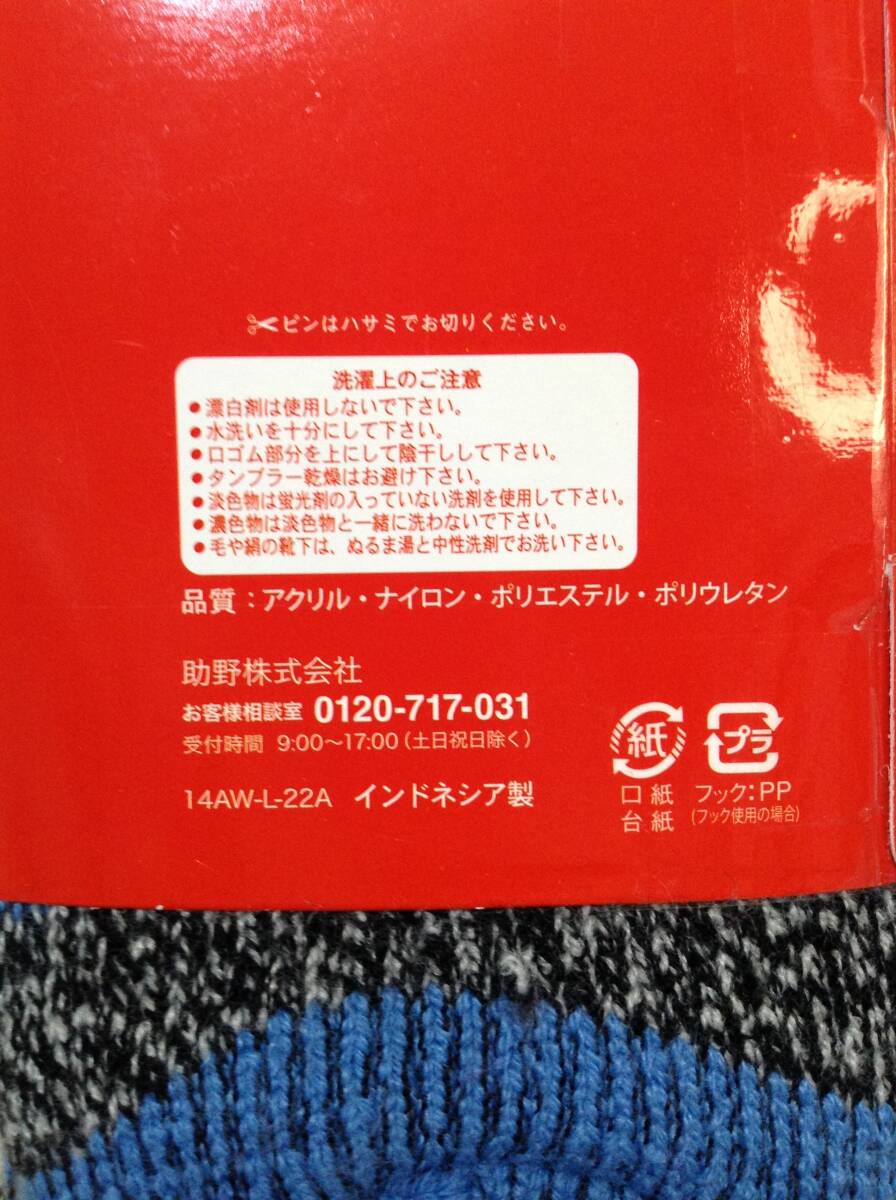 ピンはハサミでお切りください。
洗濯上のご注意
●漂白剤は使用しないで下さい。
●水洗いを十分にして下さい。
●口ゴム部分を上にして陰干しして下さい。
●タンブラー乾燥はお避け下さい。
●淡色物は蛍光剤の入っていない洗剤を使用して下さい。
●濃色物は淡色物と一緒に洗わないで下さい。
●毛や絹の靴下は、ぬるま湯と中性洗剤でお洗い下さい。
品質：アクリル・ナイロン・ポリエステル・ポリウレタン
助野株式会社
お客様相談室 0120-717-031
受付時間 9:00〜17:00（土日祝日除く）
14AW-L-22A インドネシア製
紙
口紙
台紙
プラ
フック：PP
(フック使用の場合)